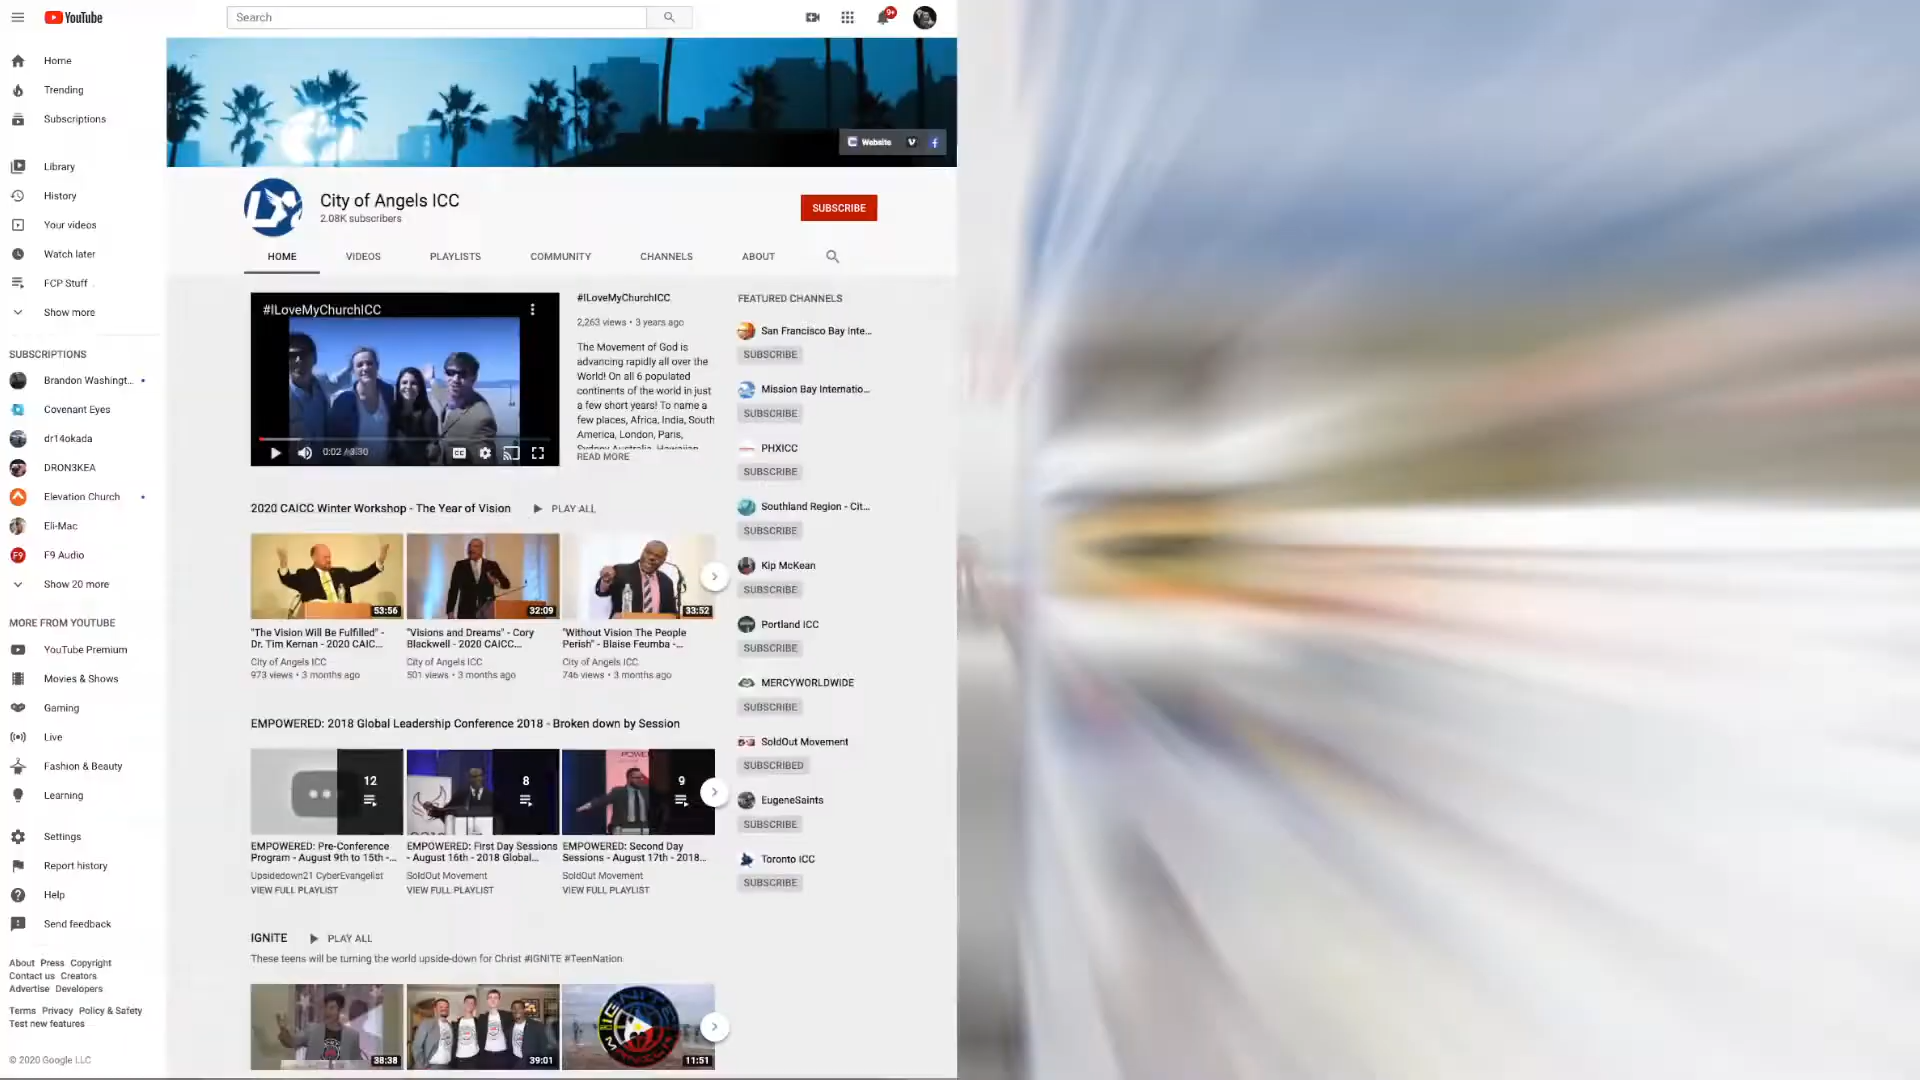 YouTube
Search
9+
Home
Trending
Subscriptions
Library
History
Your videos
Watch later
FCP Stuff
Show more
SUBSCRIPTIONS
Brandon Washingt...
Covenant Eyes
dr14okada
DRON3KEA
Elevation Church
Eli-Mac
F9 Audio
Show 20 more
MORE FROM YOUTUBE
YouTube Premium
Movies & Shows
Gaming
Live
Fashion & Beauty
Learning
Settings
Report history
Help
Send feedback
About Press Copyright
Contact us Creators
Advertise Developers
Terms Privacy Policy & Safety
Test new features
© 2020 Google LLC
Website
City of Angels ICC
2.08K subscribers
SUBSCRIBE
HOME VIDEOS PLAYLISTS COMMUNITY CHANNELS ABOUT
#ILoveMyChurchICC
0:02 / 3:30
#ILoveMyChurchICC
2,263 views • 3 years ago
The Movement of God is
advancing rapidly all over the
World! On all 6 populated
continents of the world in just
a few short years! To name a
few places, Africa, India, South
America, London, Paris,
Sydney Australia, Hawaiian
READ MORE
2020 CAICC Winter Workshop - The Year of Vision
PLAY ALL
53:56
"The Vision Will Be Fulfilled" -
Dr. Tim Kernan - 2020 CAIC...
City of Angels ICC
973 views • 3 months ago
32:09
"Visions and Dreams" - Cory
Blackwell - 2020 CAICC...
City of Angels ICC
501 views • 3 months ago
33:52
"Without Vision The People
Perish" - Blaise Feumba -...
City of Angels ICC
746 views • 3 months ago
EMPOWERED: 2018 Global Leadership Conference 2018 - Broken down by Session
12
EMPOWERED: Pre-Conference
Program - August 9th to 15th -...
Upsidedown21 CyberEvangelist
VIEW FULL PLAYLIST
8
EMPOWERED: First Day Sessions
- August 16th - 2018 Global...
SoldOut Movement
VIEW FULL PLAYLIST
9
EMPOWERED: Second Day
Sessions - August 17th - 2018...
SoldOut Movement
VIEW FULL PLAYLIST
IGNITE
PLAY ALL
These teens will be turning the world upside-down for Christ #IGNITE #TeenNation
38:38
39:01
11:51
FEATURED CHANNELS
San Francisco Bay Inte...
SUBSCRIBE
Mission Bay Internatio...
SUBSCRIBE
PHXICC
SUBSCRIBE
Southland Region - Cit...
SUBSCRIBE
Kip McKean
SUBSCRIBE
Portland ICC
SUBSCRIBE
MERCYWORLDWIDE
SUBSCRIBE
SoldOut Movement
SUBSCRIBED
EugeneSaints
SUBSCRIBE
Toronto ICC
SUBSCRIBE